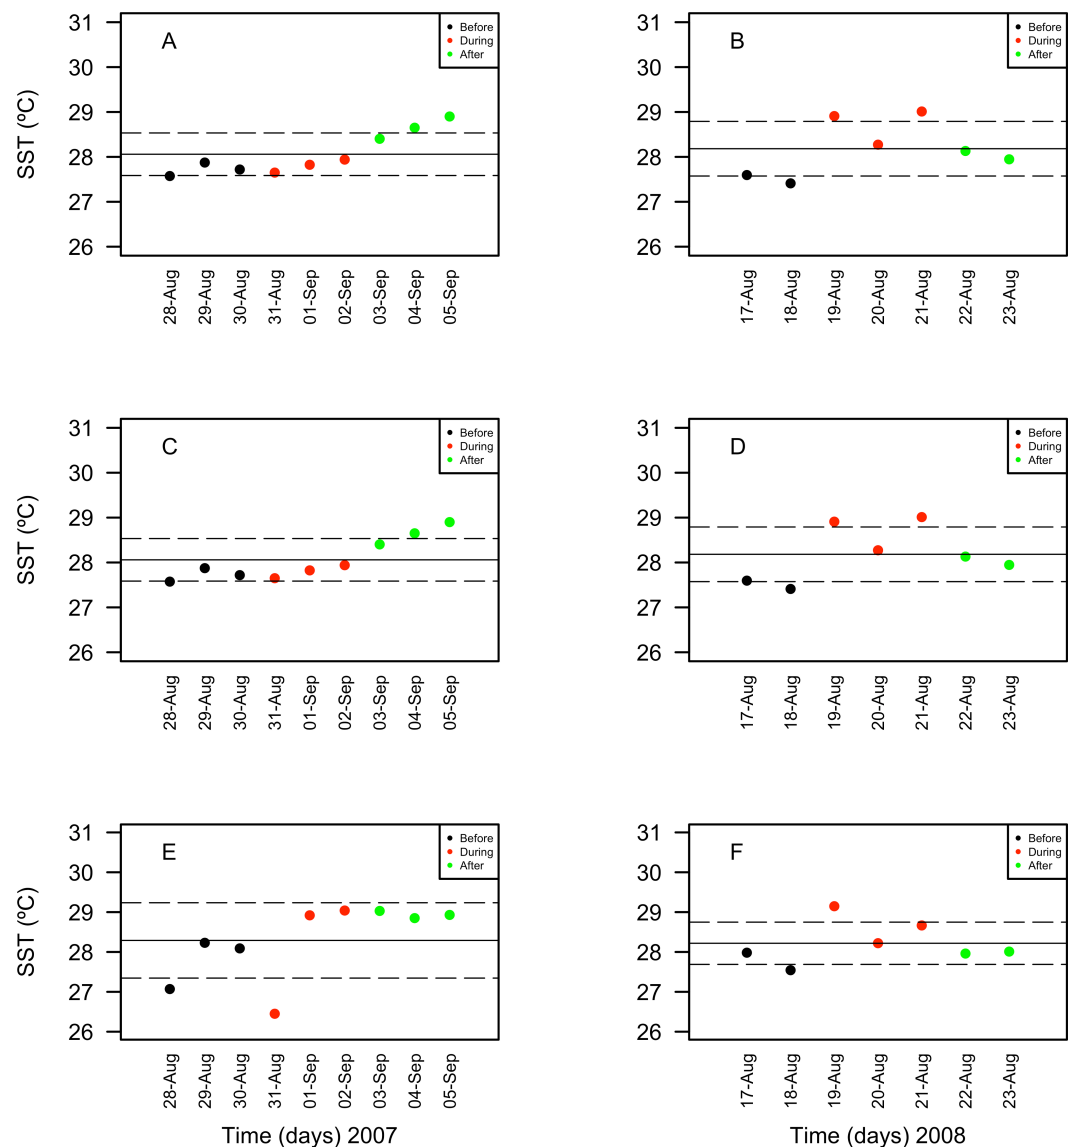 A
Before
During
After
SST (ºC)
31
30
29
28
27
26
28-Aug
29-Aug
30-Aug
31-Aug
01-Sep
02-Sep
03-Sep
04-Sep
05-Sep
B
Before
During
After
31
30
29
28
27
26
17-Aug
18-Aug
19-Aug
20-Aug
21-Aug
22-Aug
23-Aug
C
Before
During
After
SST (ºC)
31
30
29
28
27
26
28-Aug
29-Aug
30-Aug
31-Aug
01-Sep
02-Sep
03-Sep
04-Sep
05-Sep
D
Before
During
After
31
30
29
28
27
26
17-Aug
18-Aug
19-Aug
20-Aug
21-Aug
22-Aug
23-Aug
E
Before
During
After
SST (ºC)
31
30
29
28
27
26
28-Aug
29-Aug
30-Aug
31-Aug
01-Sep
02-Sep
03-Sep
04-Sep
05-Sep
Time (days) 2007
F
Before
During
After
31
30
29
28
27
26
17-Aug
18-Aug
19-Aug
20-Aug
21-Aug
22-Aug
23-Aug
Time (days) 2008